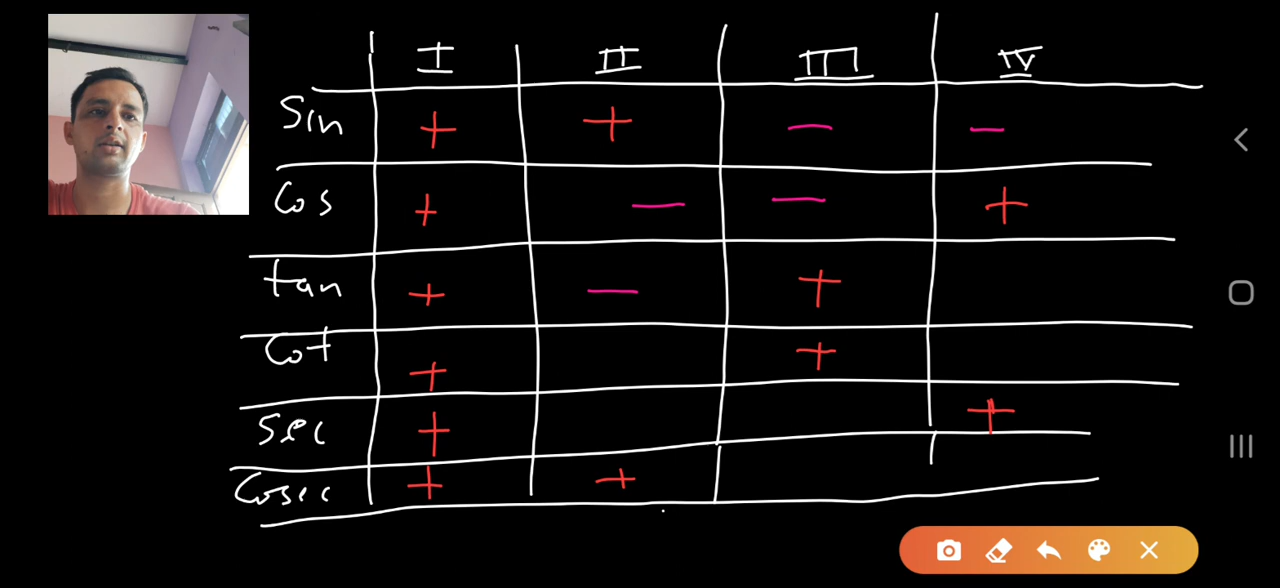 I II III IV
Sin + + — —
Cos + — — +
tan + — +
Cot + +
Sec + +
Cosec + +